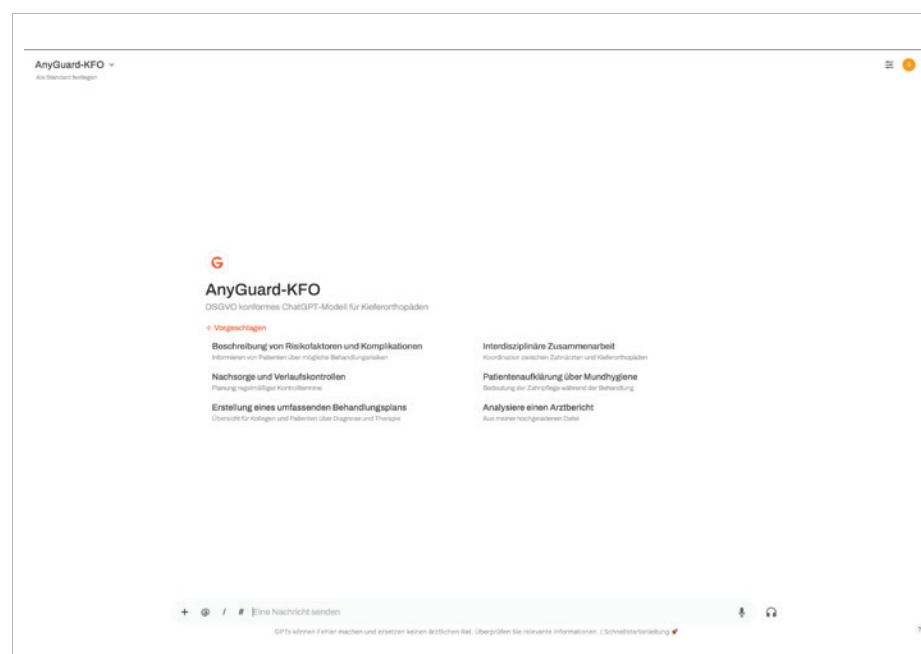 AnyGuard-KFO
Als Standard festlegen
G
AnyGuard-KFO
DSGVO konformes ChatGPT-Modell für Kieferorthopäden
Vorgeschlagen
Beschreibung von Risikofaktoren und Komplikationen
Informieren von Patienten über mögliche Behandlungsrisiken
Interdisziplinäre Zusammenarbeit
Koordination zwischen Zahnärzten und Kieferorthopäden
Nachsorge und Verlaufskontrollen
Planung regelmäßiger Kontrolltermine
Patientenaufklärung über Mundhygiene
Bedeutung der Zahnpflege während der Behandlung
Erstellung eines umfassenden Behandlungsplans
Übersicht für Kollegen und Patienten über Diagnose und Therapie
Analysiere einen Arztbericht
Aus meiner hochgeladenen Datei
+ @ / # Eine Nachricht senden
GPTs können Fehler machen und ersetzen keinen ärztlichen Rat. Überprüfen Sie relevante Informationen. | Schnellstartanleitung 🚀
?